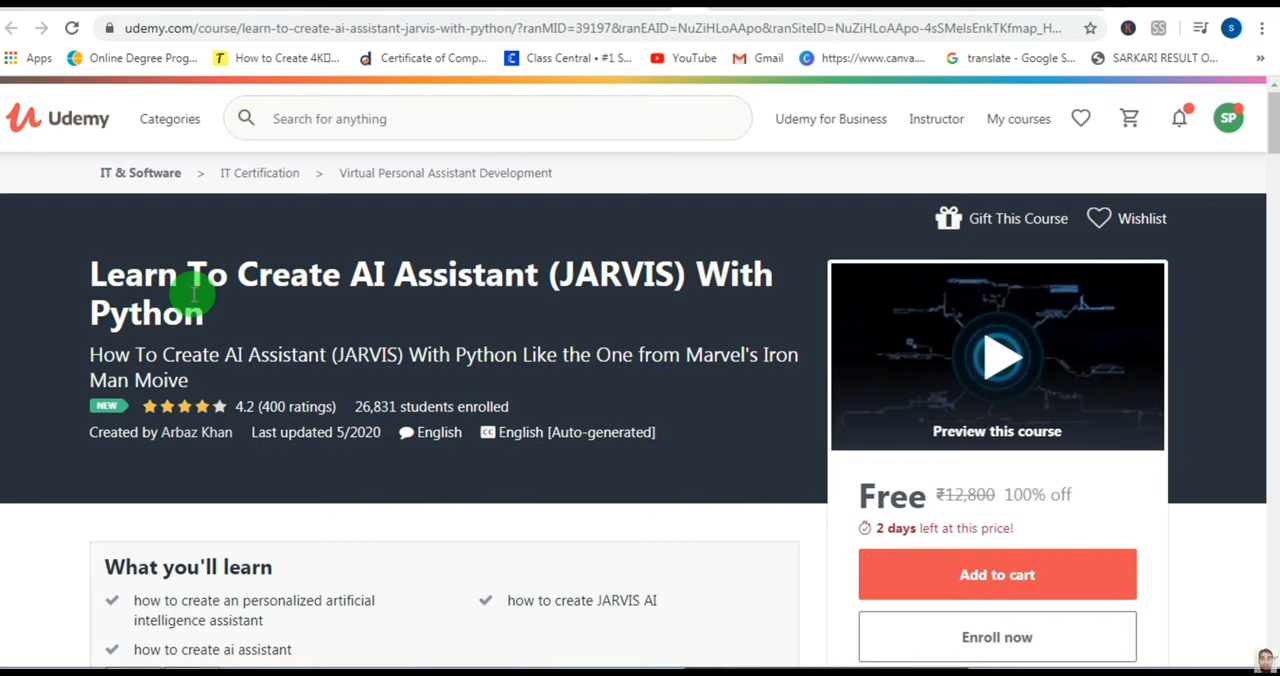 udemy.com/course/learn-to-create-ai-assistant-jarvis-with-python/?ranMID=39197&ranEAID=NuZiHLoAApo&ranSiteID=NuZiHLoAApo-4sSMelsEnkTKfmap_H...
K SS S
Apps Online Degree Prog... T How to Create 4K... d Certificate of Comp... Class Central • #1 S... YouTube Gmail https://www.canva.... translate - Google S... SARKARI RESULT O... »
Udemy Categories Search for anything Udemy for Business Instructor My courses SP
IT & Software > IT Certification > Virtual Personal Assistant Development
Gift This Course Wishlist
Learn To Create AI Assistant (JARVIS) With
Python
How To Create AI Assistant (JARVIS) With Python Like the One from Marvel's Iron
Man Moive
NEW 4.2 (400 ratings) 26,831 students enrolled
Created by Arbaz Khan Last updated 5/2020 English CC English [Auto-generated]
Preview this course
Free ₹12,800 100% off
2 days left at this price!
Add to cart
Enroll now
What you'll learn
how to create an personalized artificial
intelligence assistant
how to create JARVIS AI
how to create ai assistant